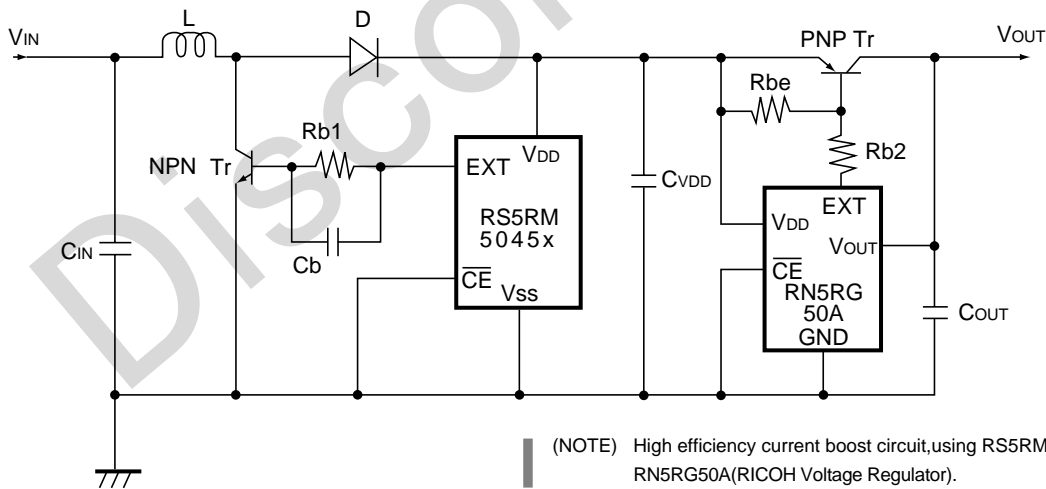 VIN
L
D
PNP Tr
VOUT
Rbe
Rb1
Rb2
NPN Tr
VDD
EXT
CVDD
EXT
RS5RM
5045x
VDD
VOUT
CIN
Cb
CE
CE
RN5RG
50A
VSS
COUT
GND
Discon
(NOTE) High efficiency current boost circuit,using RS5RM
RN5RG50A(RICOH Voltage Regulator).